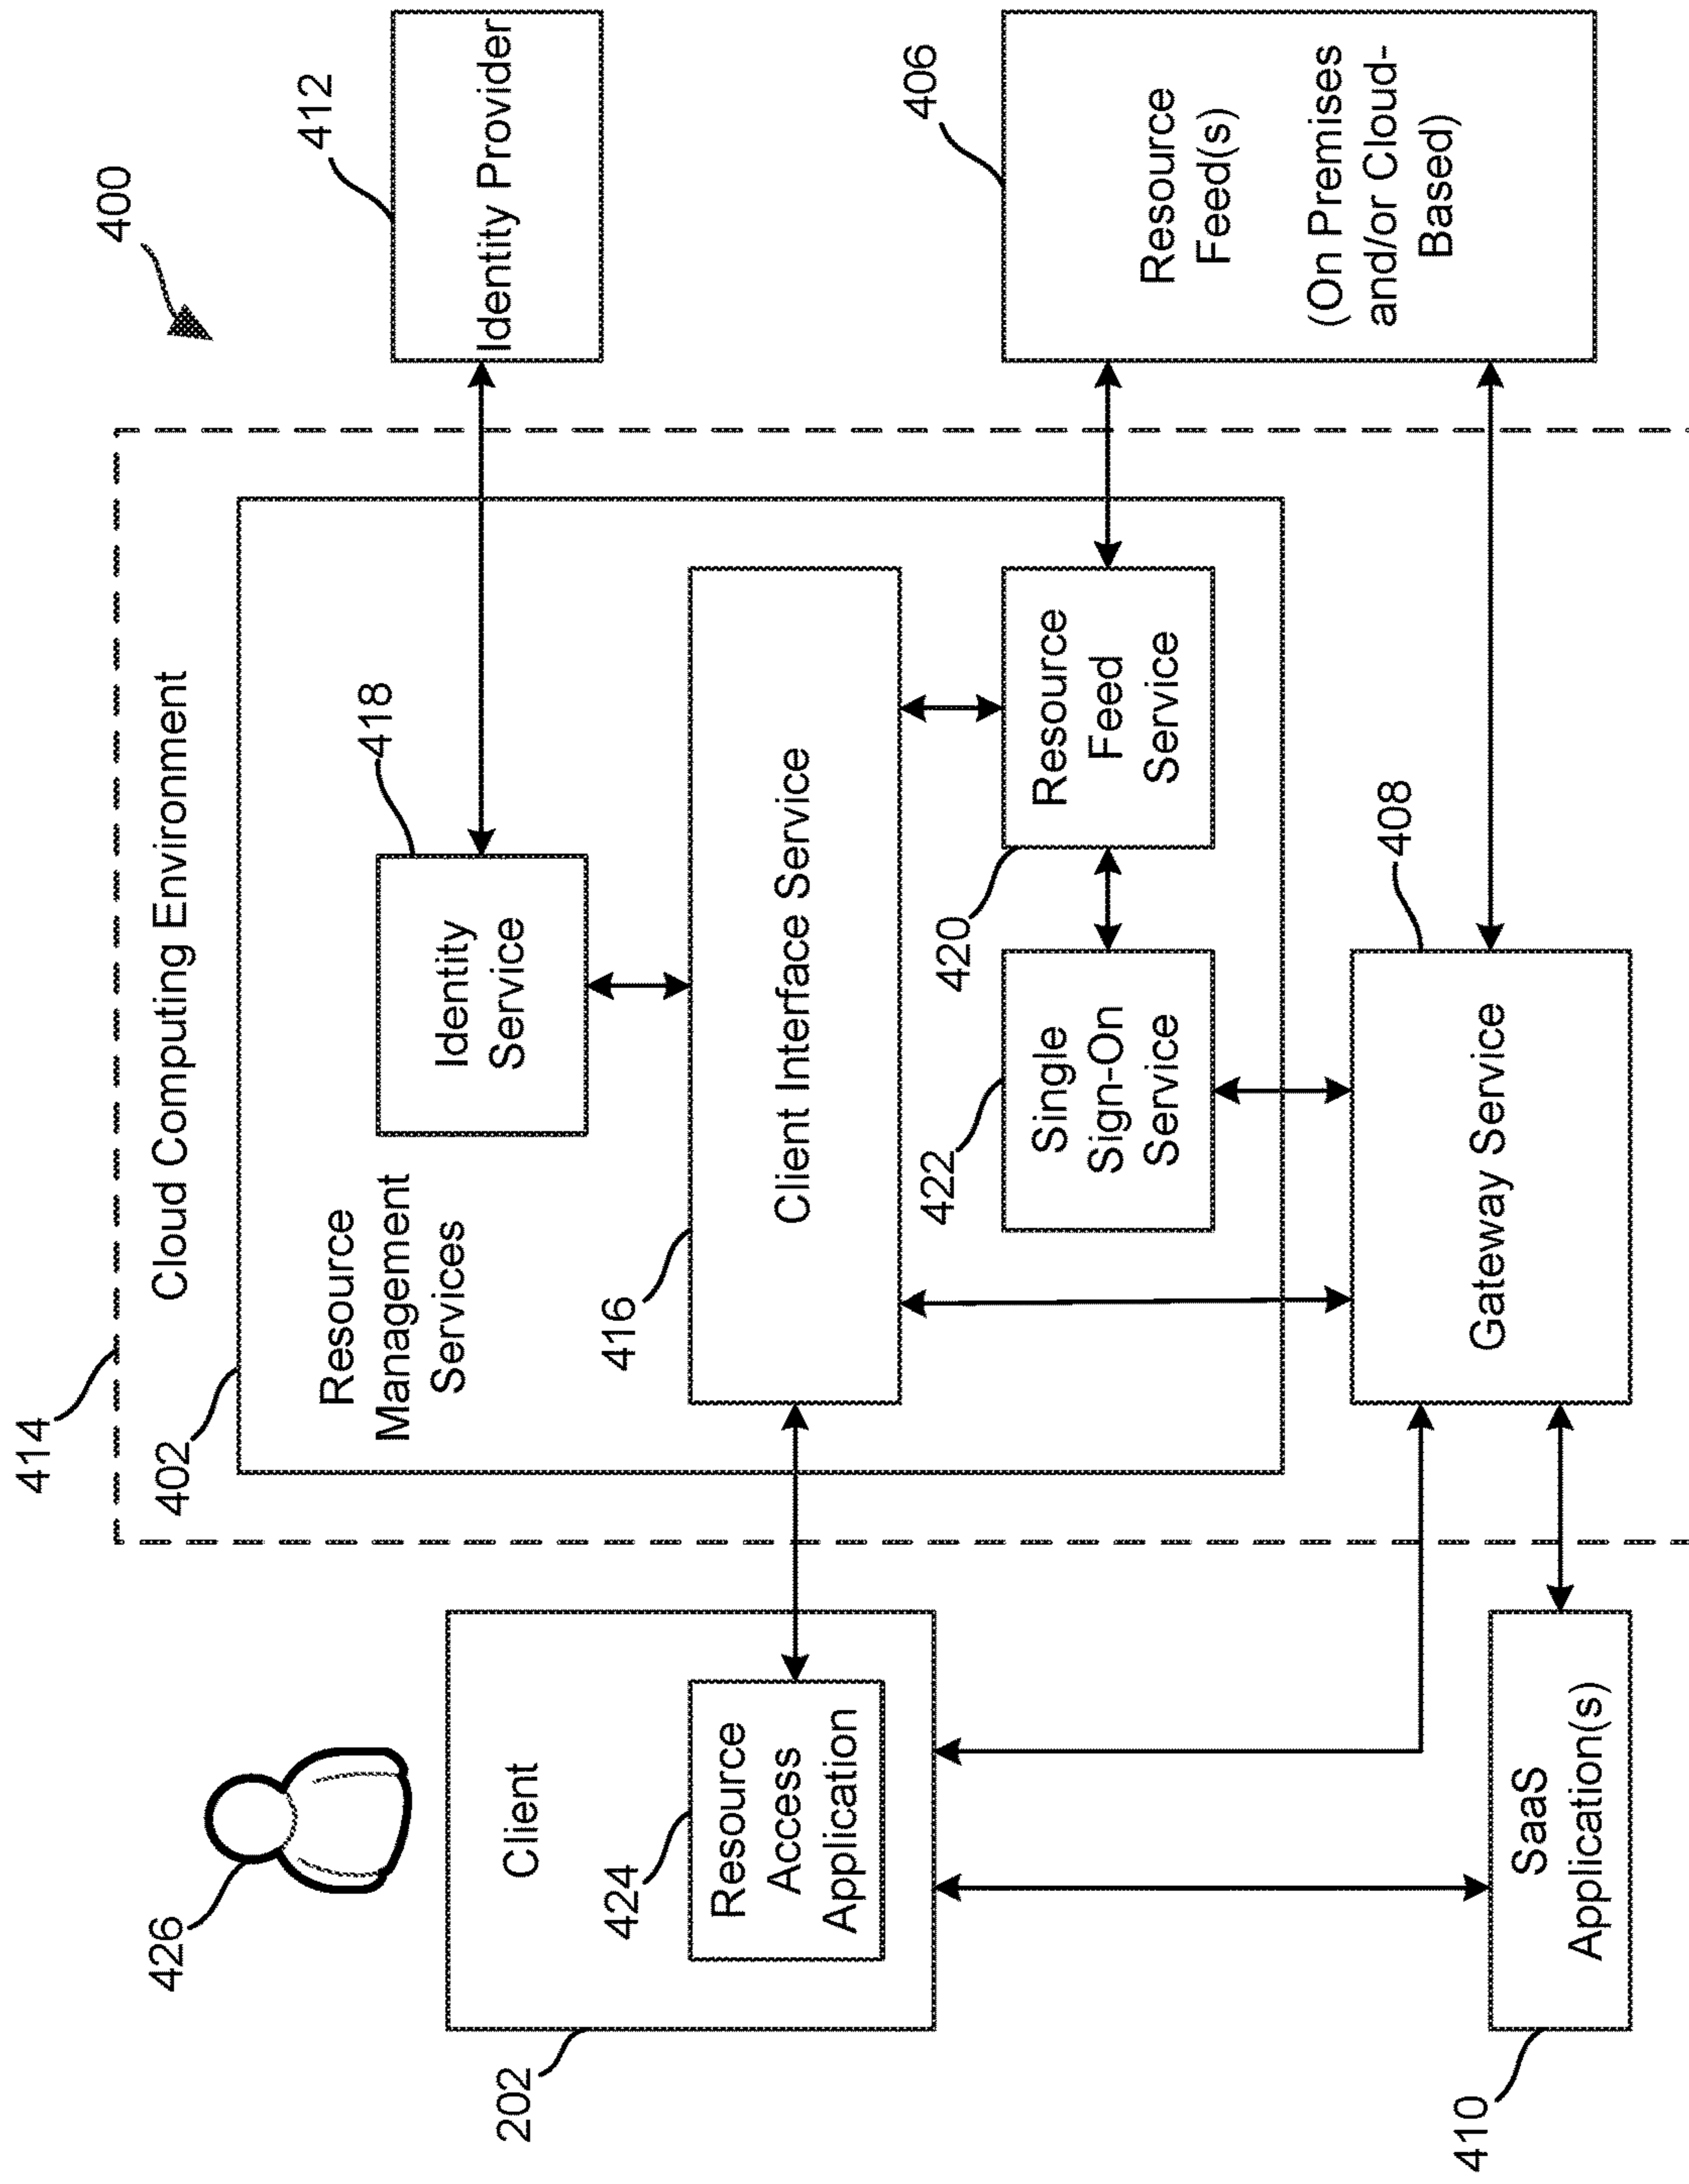 400
414
Cloud Computing Environment
402
Resource
Management
Services
418
Identity
Service
412
Identity Provider
426
202
Client
424
Resource
Access
Application
416
Client Interface Service
422
Single
Sign-On
Service
420
Resource
Feed
Service
406
Resource
Feed(s)
(On Premises
and/or Cloud-
Based)
408
Gateway Service
410
SaaS
Application(s)